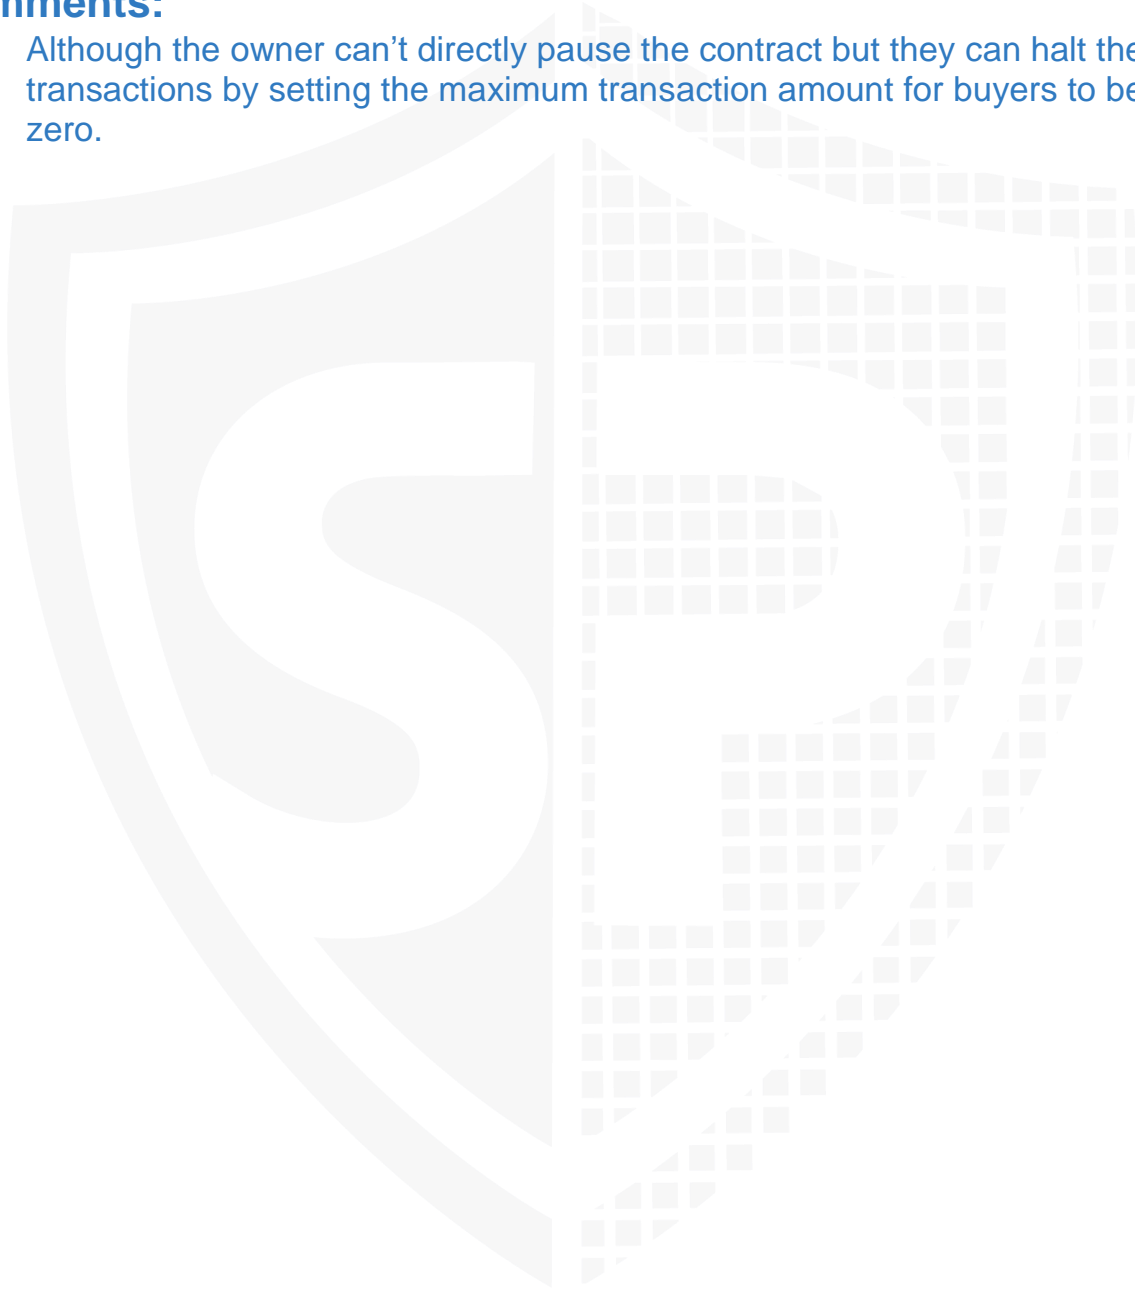 mments:
Although the owner can’t directly pause the contract but they can halt the
transactions by setting the maximum transaction amount for buyers to be
zero.
SP